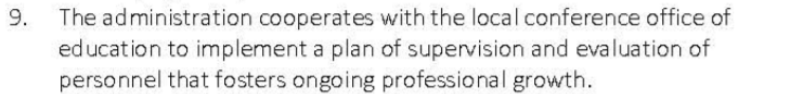 9. The administration cooperates with the local conference office of
education to implement a plan of supervision and evaluation of
personnel that fosters ongoing professional growth.